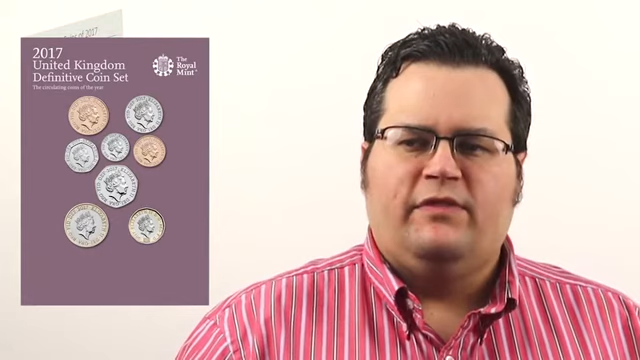 2017
United Kingdom
Definitive Coin Set
The circulating coins of the year
The
Royal
Mint